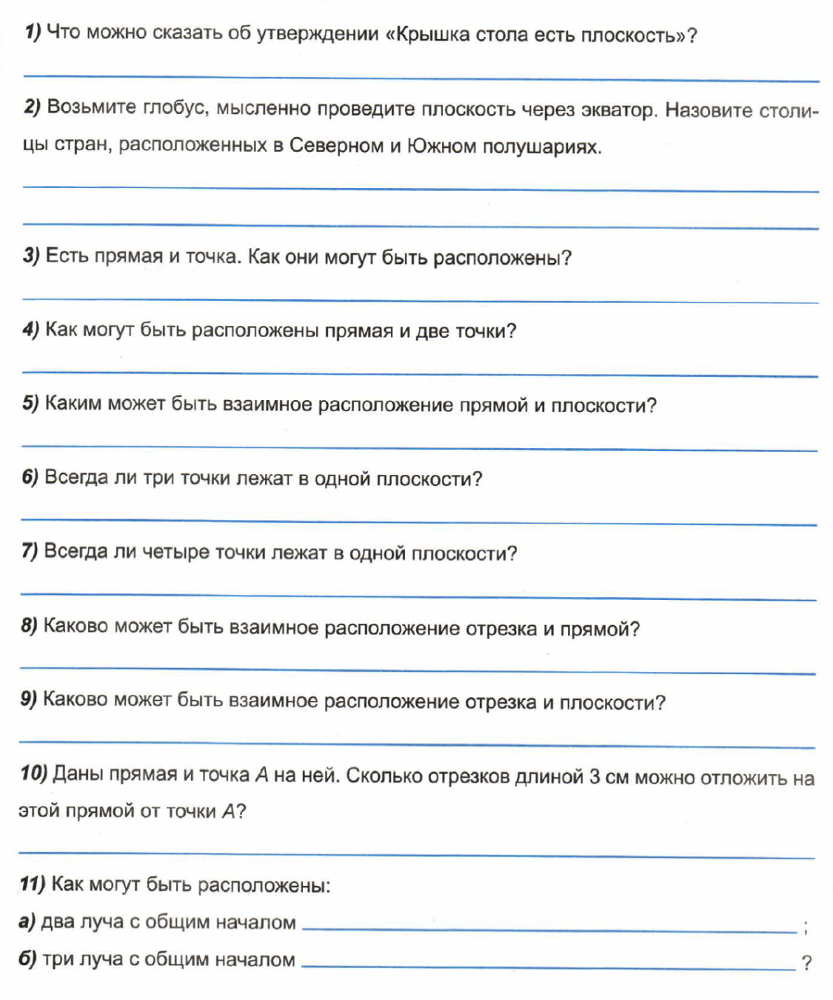 1) Что можно сказать об утверждении «Крышка стола есть плоскость»?
2) Возьмите глобус, мысленно проведите плоскость через экватор. Назовите столи-
цы стран, расположенных в Северном и Южном полушариях.
3) Есть прямая и точка. Как они могут быть расположены?
4) Как могут быть расположены прямая и две точки?
5) Каким может быть взаимное расположение прямой и плоскости?
6) Всегда ли три точки лежат в одной плоскости?
7) Всегда ли четыре точки лежат в одной плоскости?
8) Каково может быть взаимное расположение отрезка и прямой?
9) Каково может быть взаимное расположение отрезка и плоскости?
10) Даны прямая и точка А на ней. Сколько отрезков длиной 3 см можно отложить на
этой прямой от точки А?
11) Как могут быть расположены:
а) два луча с общим началом ;
б) три луча с общим началом ?